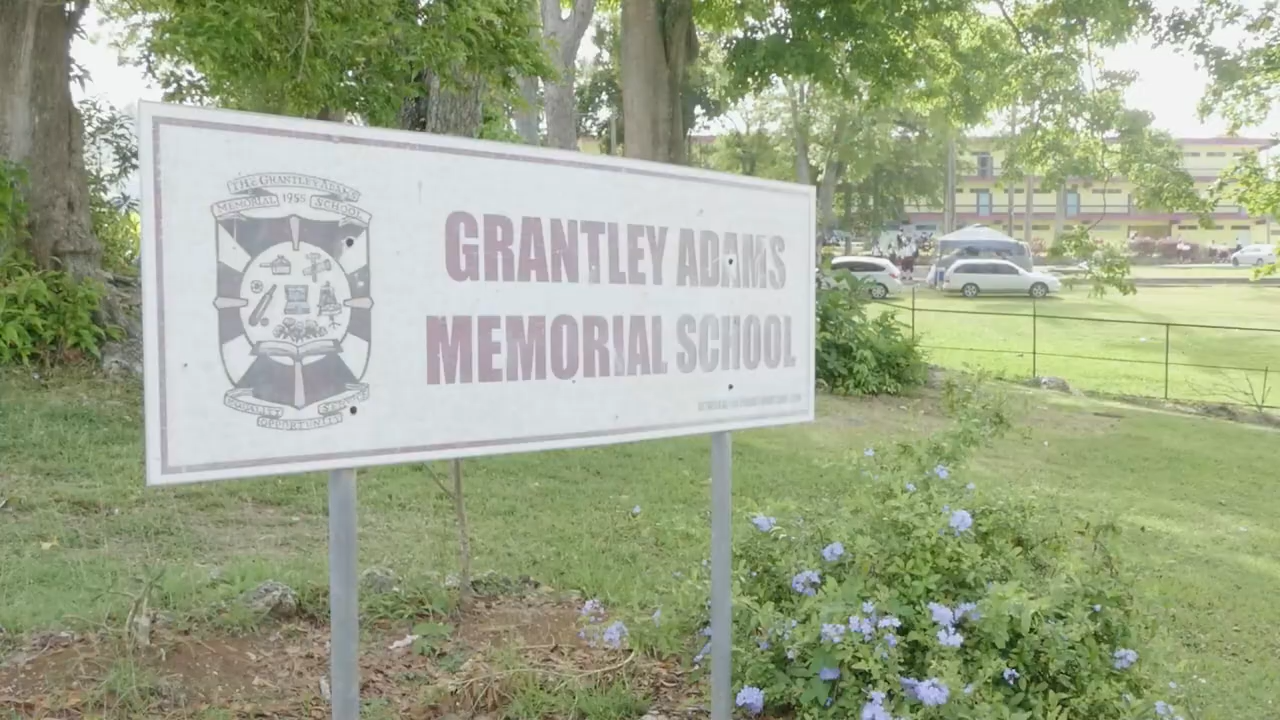 THE GRANTLEY ADAMS
MEMORIAL 1955 SCHOOL
EQUALITY OPPORTUNITY SERVICE
GRANTLEY ADAMS
MEMORIAL SCHOOL